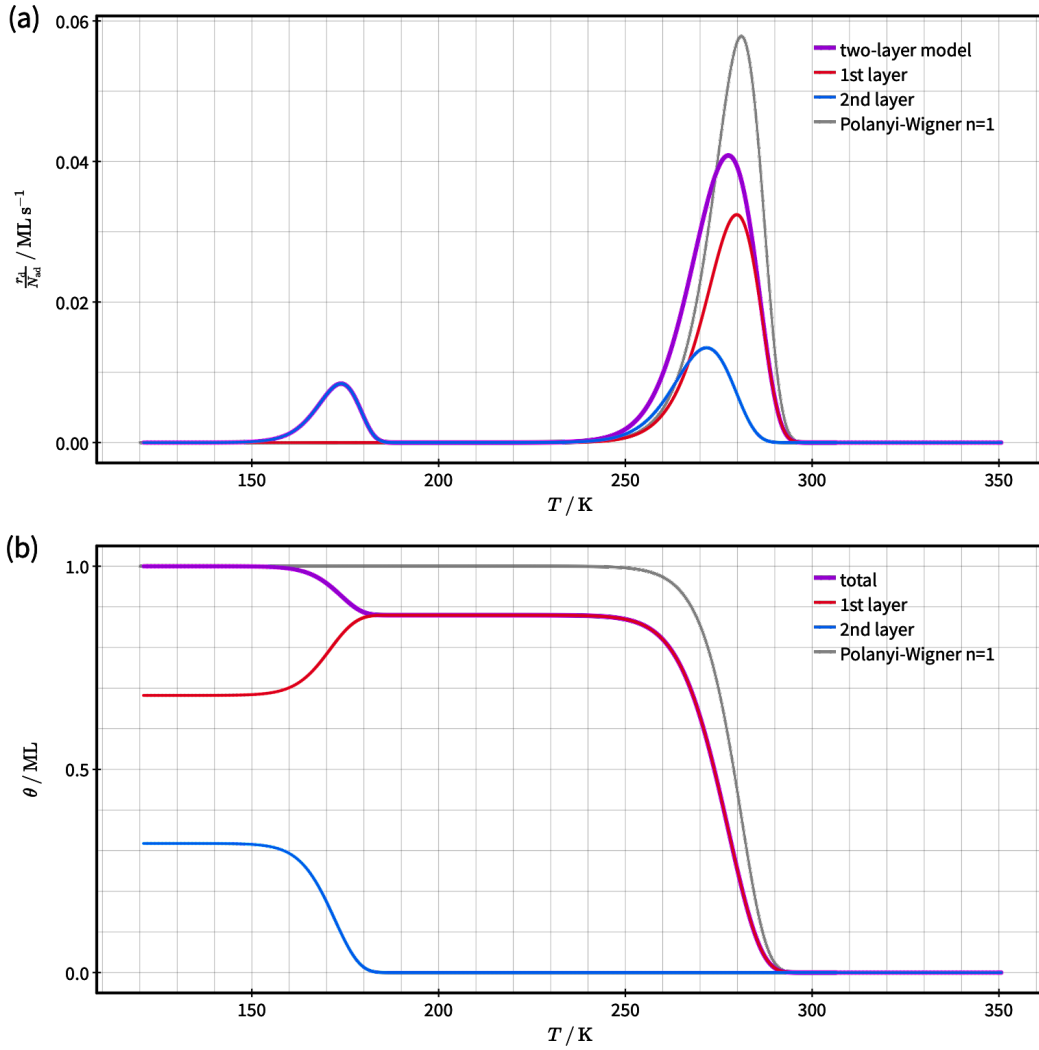 (a)
0.06
0.04
0.02
0.00
r_d/N_ad / ML s⁻¹
two-layer model
1st layer
2nd layer
Polanyi-Wigner n=1
150 200 250 300 350
T / K
(b)
1.0
0.5
0.0
θ / ML
total
1st layer
2nd layer
Polanyi-Wigner n=1
150 200 250 300 350
T / K